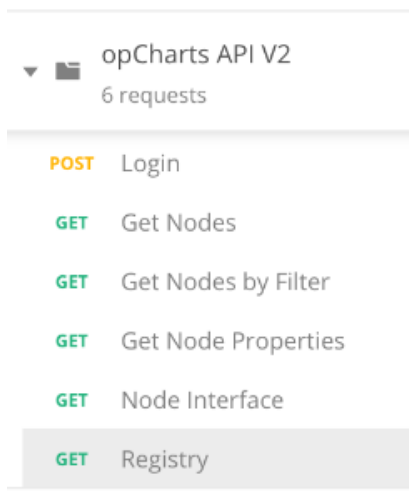 opCharts API V2
6 requests
POST Login
GET Get Nodes
GET Get Nodes by Filter
GET Get Node Properties
GET Node Interface
GET Registry